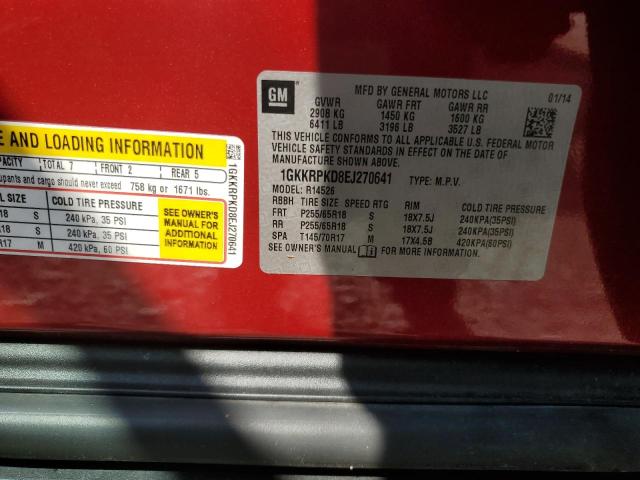 E AND LOADING INFORMATION
PACITY TOTAL 7 FRONT 2 REAR 5
upants and cargo should never exceed 758 kg or 1671 lbs.
SIZE COLD TIRE PRESSURE
R18 S 240 kPa, 35 PSI
R18 S 240 kPa, 35 PSI
R17 M 420 kPa, 60 PSI
SEE OWNER'S
MANUAL FOR
ADDITIONAL
INFORMATION
1GKKRPKD8EJ270641
GM
MFD BY GENERAL MOTORS LLC 01/14
GVWR GAWR FRT GAWR RR
2908 KG 1450 KG 1600 KG
6411 LB 3196 LB 3527 LB
THIS VEHICLE CONFORMS TO ALL APPLICABLE U.S. FEDERAL MOTOR
VEHICLE SAFETY STANDARDS IN EFFECT ON THE DATE OF
MANUFACTURE SHOWN ABOVE.
1GKKRPKD8EJ270641 TYPE: M.P.V.
MODEL: R14526
RBBH TIRE SIZE SPEED RTG RIM COLD TIRE PRESSURE
FRT P255/65R18 S 18X7.5J 240KPA(35PSI)
RR P255/65R18 S 18X7.5J 240KPA(35PSI)
SPA T145/70R17 M 17X4.5B 420KPA(60PSI)
SEE OWNER'S MANUAL FOR MORE INFORMATION.